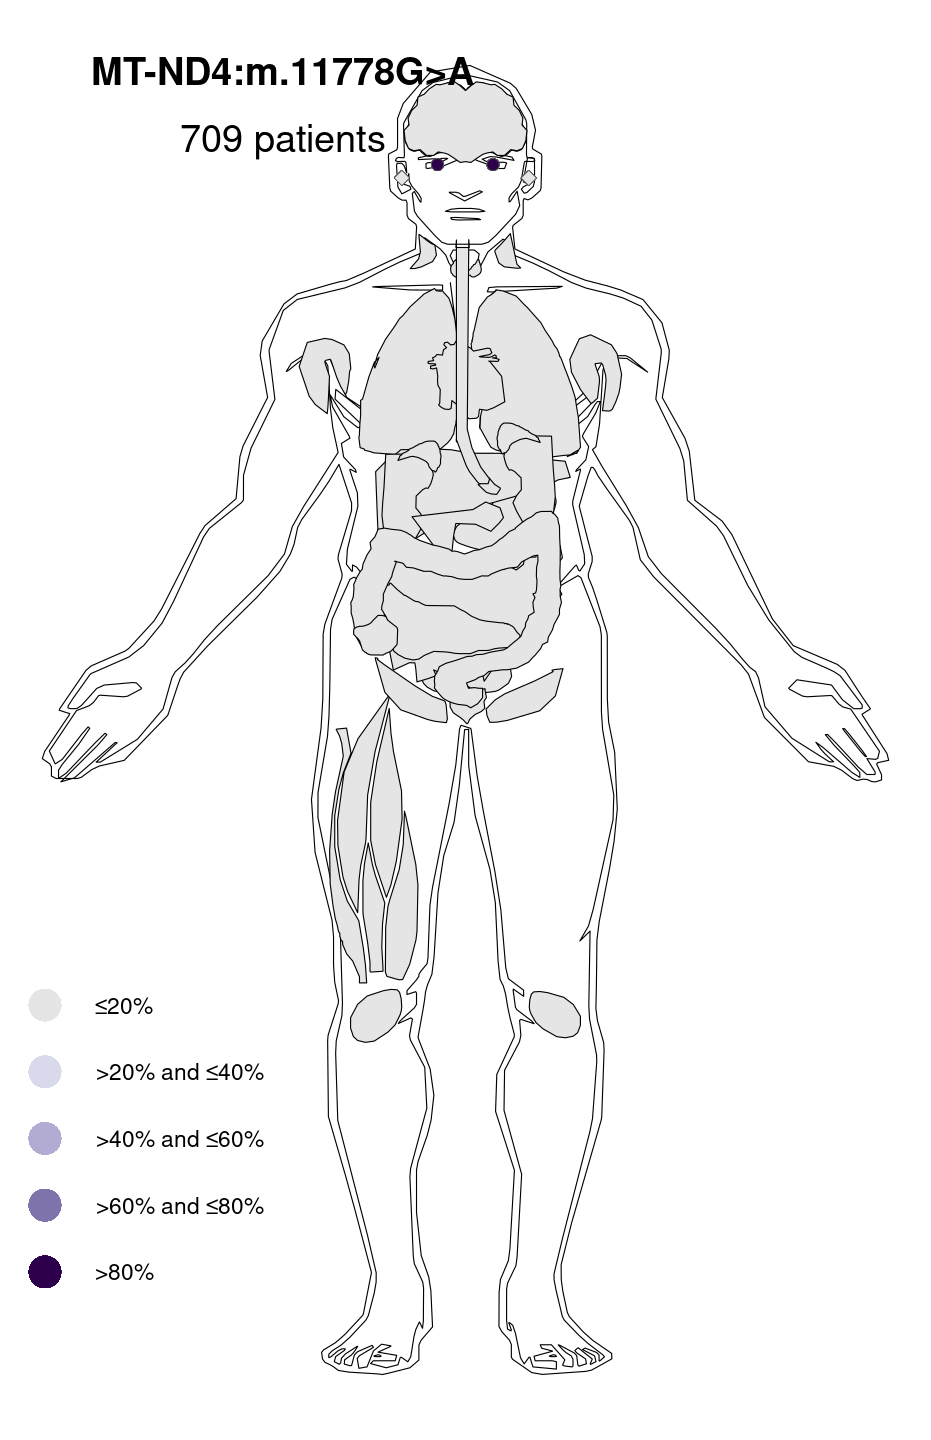 MT-ND4:m.11778G>A
709 patients
≤20%
>20% and ≤40%
>40% and ≤60%
>60% and ≤80%
>80%